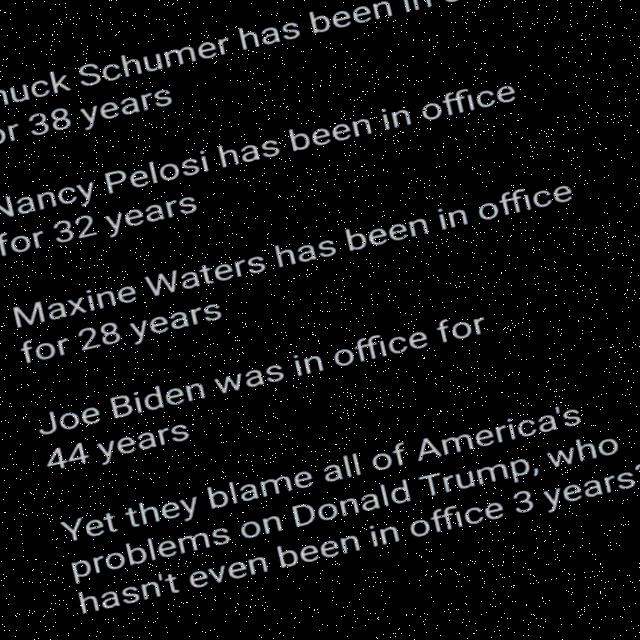 Schumer has been in
38 years
Nancy Pelosi has been in office
for 32 years
Maxine Waters has been in office
for 28 years
Joe Biden was in office for
44 years
Yet they blame all of America's
problems on Donald Trump, who
hasn't even been in office 3 years?